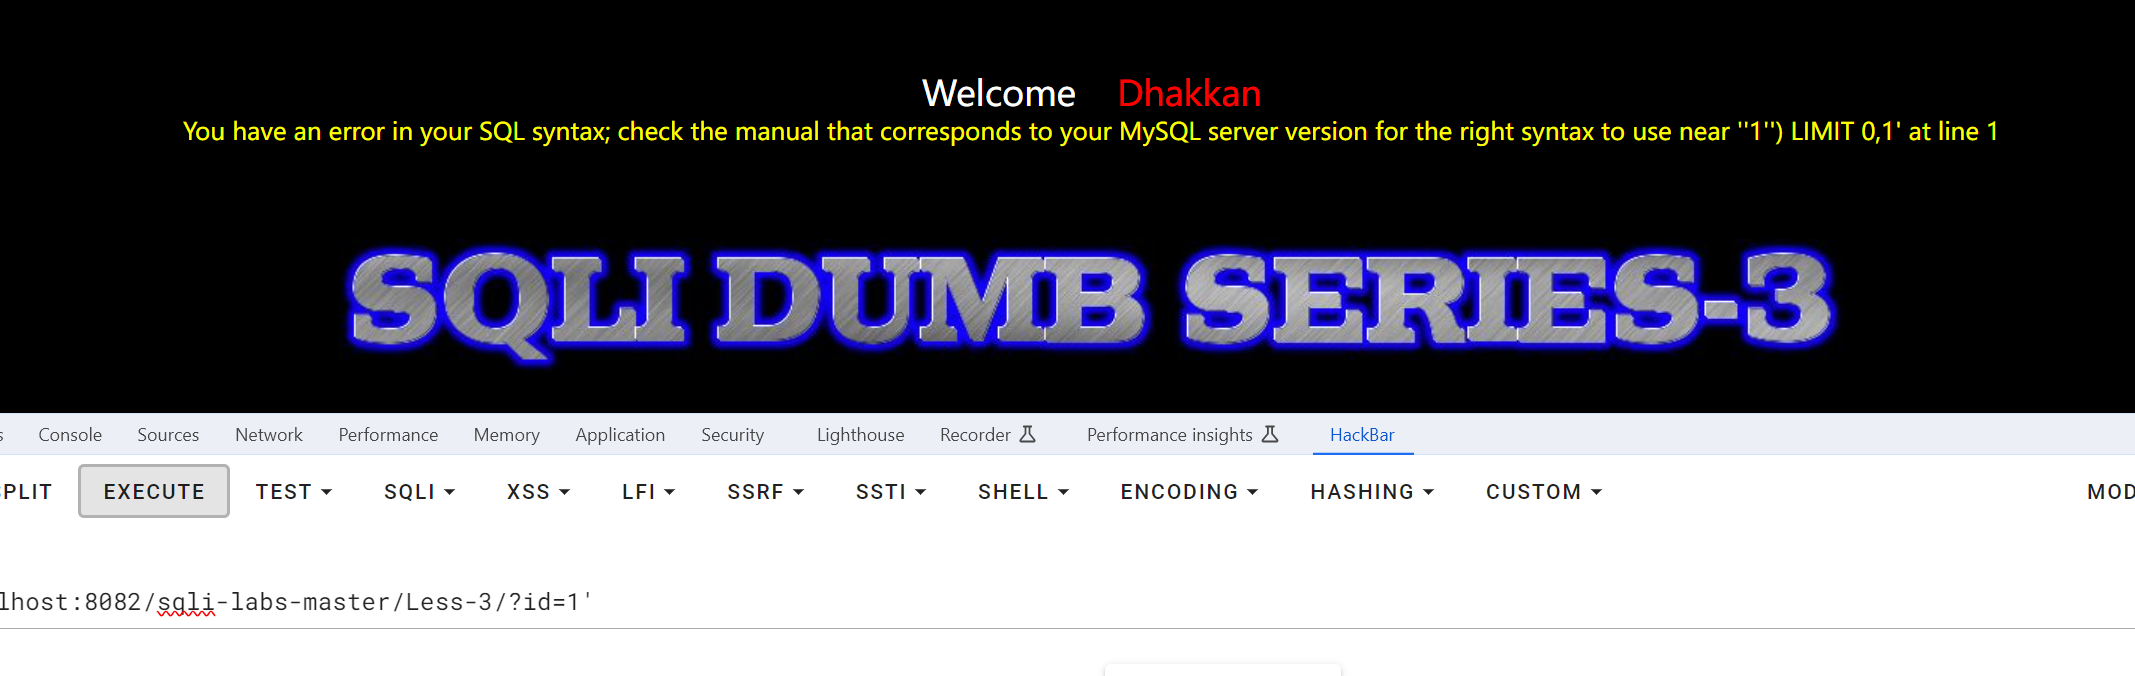 Welcome Dhakkan
You have an error in your SQL syntax; check the manual that corresponds to your MySQL server version for the right syntax to use near ''1'') LIMIT 0,1' at line 1
SQLI DUMB SERIES-3
s Console Sources Network Performance Memory Application Security Lighthouse Recorder Performance insights HackBar
SPLIT EXECUTE TEST SQLI XSS LFI SSRF SSTI SHELL ENCODING HASHING CUSTOM MOD
lhost:8082/sqli-labs-master/Less-3/?id=1'